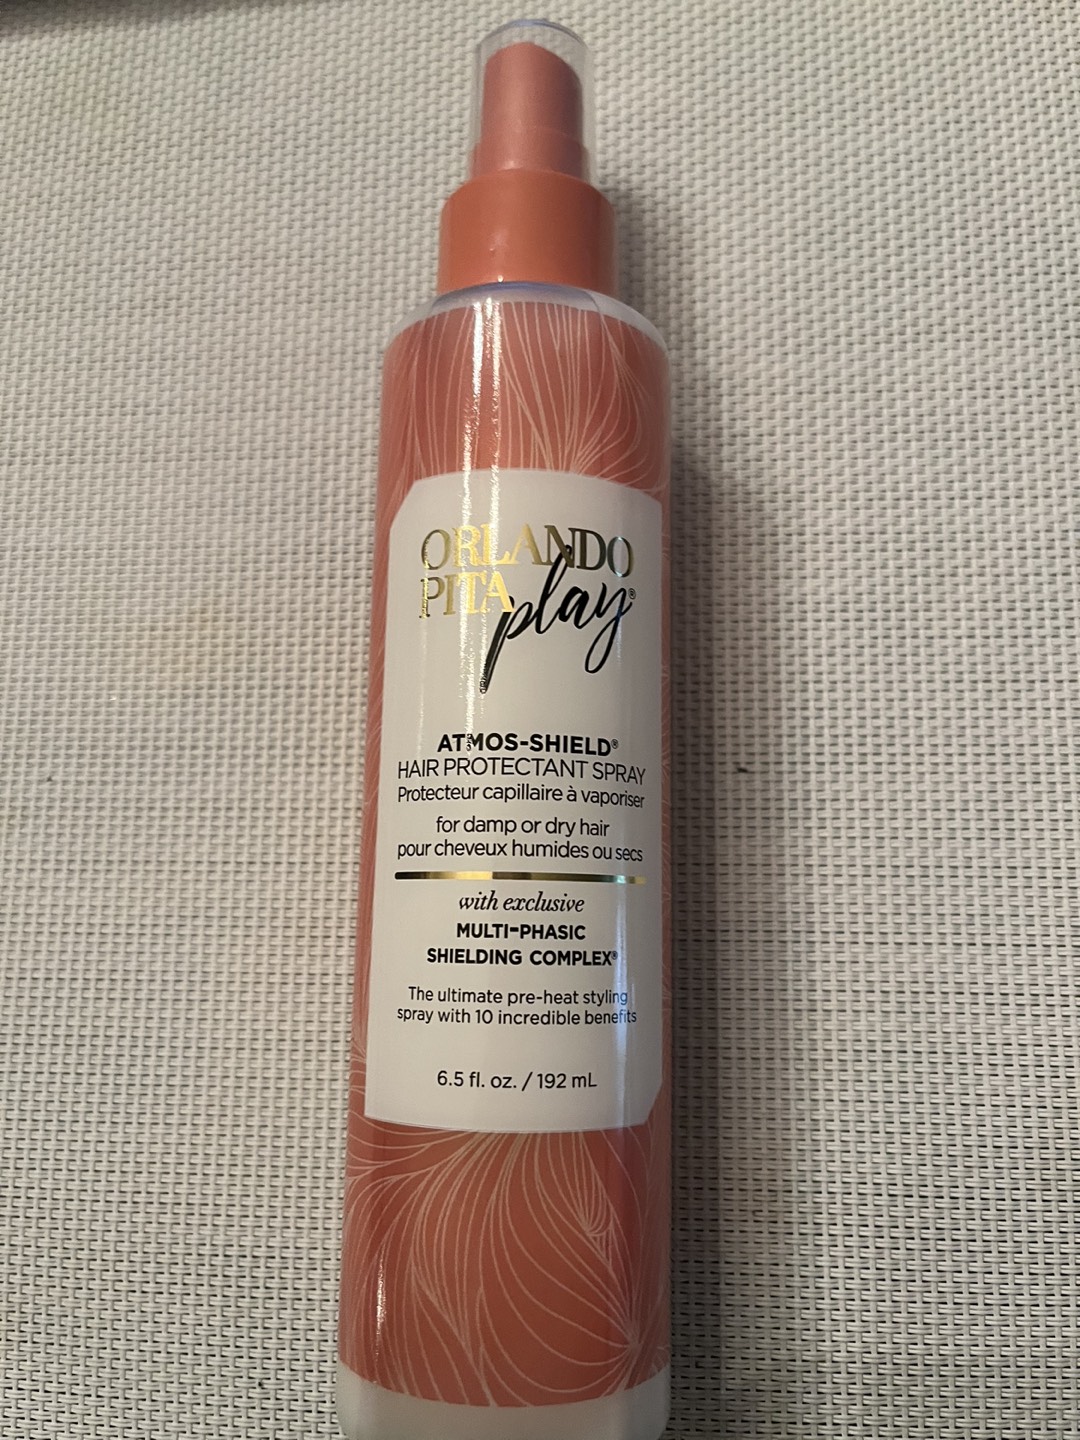 ORLANDO
PITA play®
ATMOS-SHIELD®
HAIR PROTECTANT SPRAY
Protecteur capillaire à vaporiser
for damp or dry hair
pour cheveux humides ou secs
with exclusive
MULTI-PHASIC
SHIELDING COMPLEX®
The ultimate pre-heat styling
spray with 10 incredible benefits
6.5 fl. oz. / 192 mL